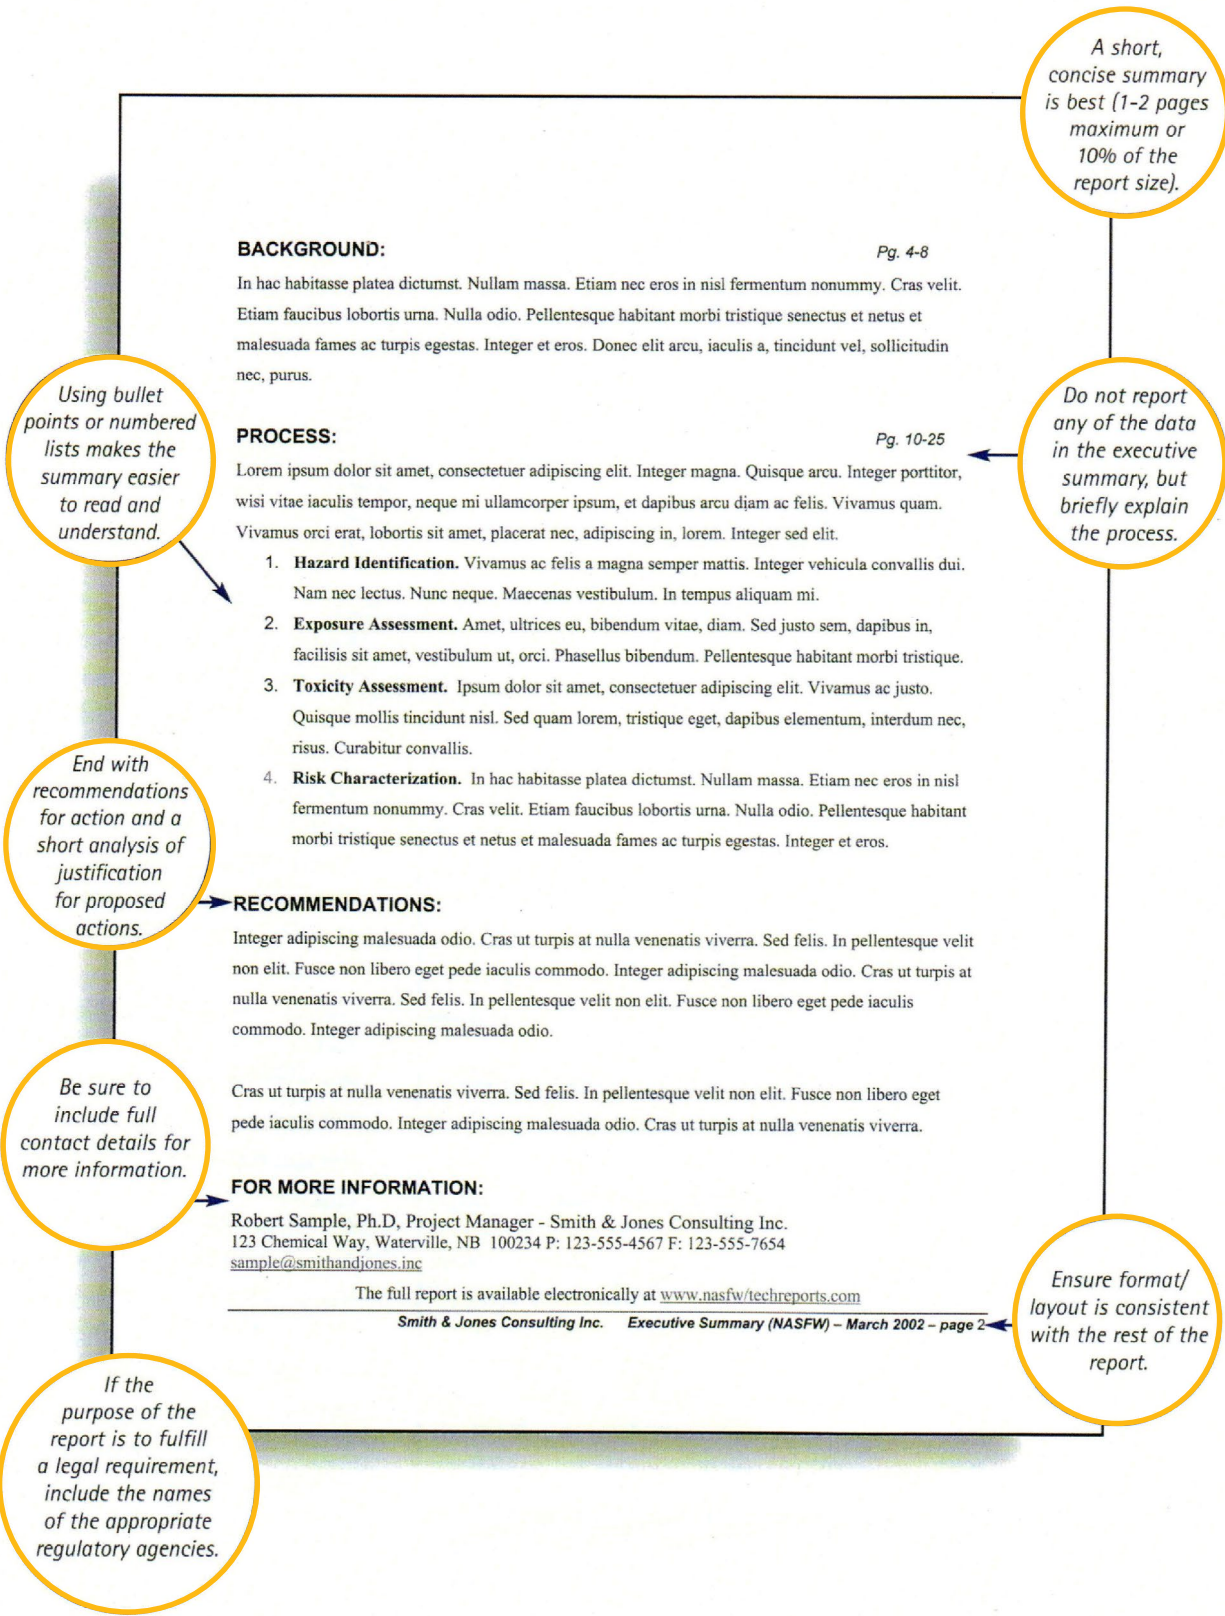 A short,
concise summary
is best (1-2 pages
maximum or
10% of the
report size).
BACKGROUND:
Pg. 4-8
In hac habitasse platea dictumst. Nullam massa. Etiam nec eros in nisl fermentum nonummy. Cras velit.
Etiam faucibus lobortis urna. Nulla odio. Pellentesque habitant morbi tristique senectus et netus et
malesuada fames ac turpis egestas. Integer et eros. Donec elit arcu, iaculis a, tincidunt vel, sollicitudin
nec, purus.
Using bullet
points or numbered
lists makes the
summary easier
to read and
understand.
Do not report
any of the data
in the executive
summary, but
briefly explain
the process.
PROCESS:
Pg. 10-25
Lorem ipsum dolor sit amet, consectetuer adipiscing elit. Integer magna. Quisque arcu. Integer porttitor,
wisi vitae iaculis tempor, neque mi ullamcorper ipsum, et dapibus arcu diam ac felis. Vivamus quam.
Vivamus orci erat, lobortis sit amet, placerat nec, adipiscing in, lorem. Integer sed elit.
1. Hazard Identification. Vivamus ac felis a magna semper mattis. Integer vehicula convallis dui.
Nam nec lectus. Nunc neque. Maecenas vestibulum. In tempus aliquam mi.
2. Exposure Assessment. Amet, ultrices eu, bibendum vitae, diam. Sed justo sem, dapibus in,
facilisis sit amet, vestibulum ut, orci. Phasellus bibendum. Pellentesque habitant morbi tristique.
3. Toxicity Assessment. Ipsum dolor sit amet, consectetuer adipiscing elit. Vivamus ac justo.
Quisque mollis tincidunt nisl. Sed quam lorem, tristique eget, dapibus elementum, interdum nec,
risus. Curabitur convallis.
4. Risk Characterization. In hac habitasse platea dictumst. Nullam massa. Etiam nec eros in nisl
fermentum nonummy. Cras velit. Etiam faucibus lobortis urna. Nulla odio. Pellentesque habitant
morbi tristique senectus et netus et malesuada fames ac turpis egestas. Integer et eros.
End with
recommendations
for action and a
short analysis of
justification
for proposed
actions.
RECOMMENDATIONS:
Integer adipiscing malesuada odio. Cras ut turpis at nulla venenatis viverra. Sed felis. In pellentesque velit
non elit. Fusce non libero eget pede iaculis commodo. Integer adipiscing malesuada odio. Cras ut turpis at
nulla venenatis viverra. Sed felis. In pellentesque velit non elit. Fusce non libero eget pede iaculis
commodo. Integer adipiscing malesuada odio.
Cras ut turpis at nulla venenatis viverra. Sed felis. In pellentesque velit non elit. Fusce non libero eget
pede iaculis commodo. Integer adipiscing malesuada odio. Cras ut turpis at nulla venenatis viverra.
Be sure to
include full
contact details for
more information.
FOR MORE INFORMATION:
Robert Sample, Ph.D, Project Manager - Smith & Jones Consulting Inc.
123 Chemical Way, Waterville, NB 100234 P: 123-555-4567 F: 123-555-7654
sample@smithandjones.inc
The full report is available electronically at www.nasfw/techreports.com
Smith & Jones Consulting Inc. Executive Summary (NASFW) – March 2002 – page 2
Ensure format/
layout is consistent
with the rest of the
report.
If the
purpose of the
report is to fulfill
a legal requirement,
include the names
of the appropriate
regulatory agencies.